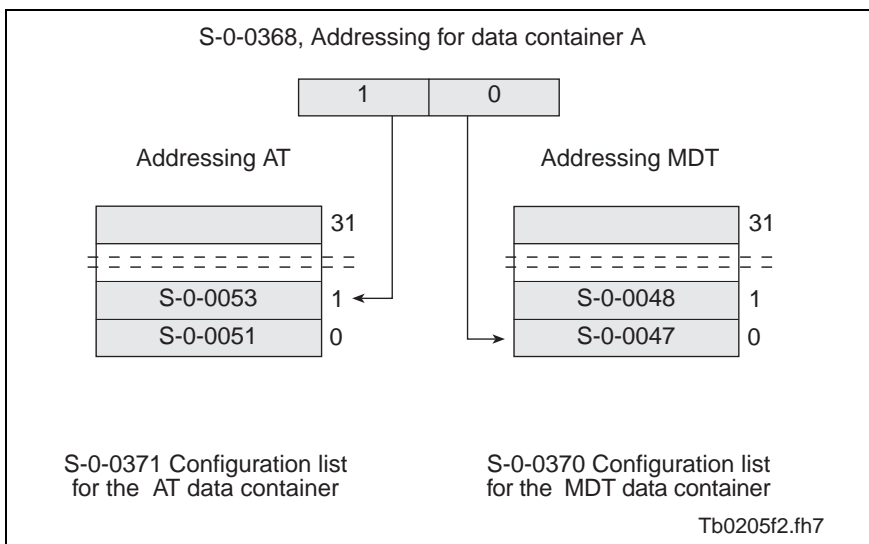 S-0-0368, Addressing for data container A
1 0
Addressing AT
Addressing MDT
31
S-0-0053 1
S-0-0051 0
31
S-0-0048 1
S-0-0047 0
S-0-0371 Configuration list
for the AT data container
S-0-0370 Configuration list
for the MDT data container
Tb0205f2.fh7